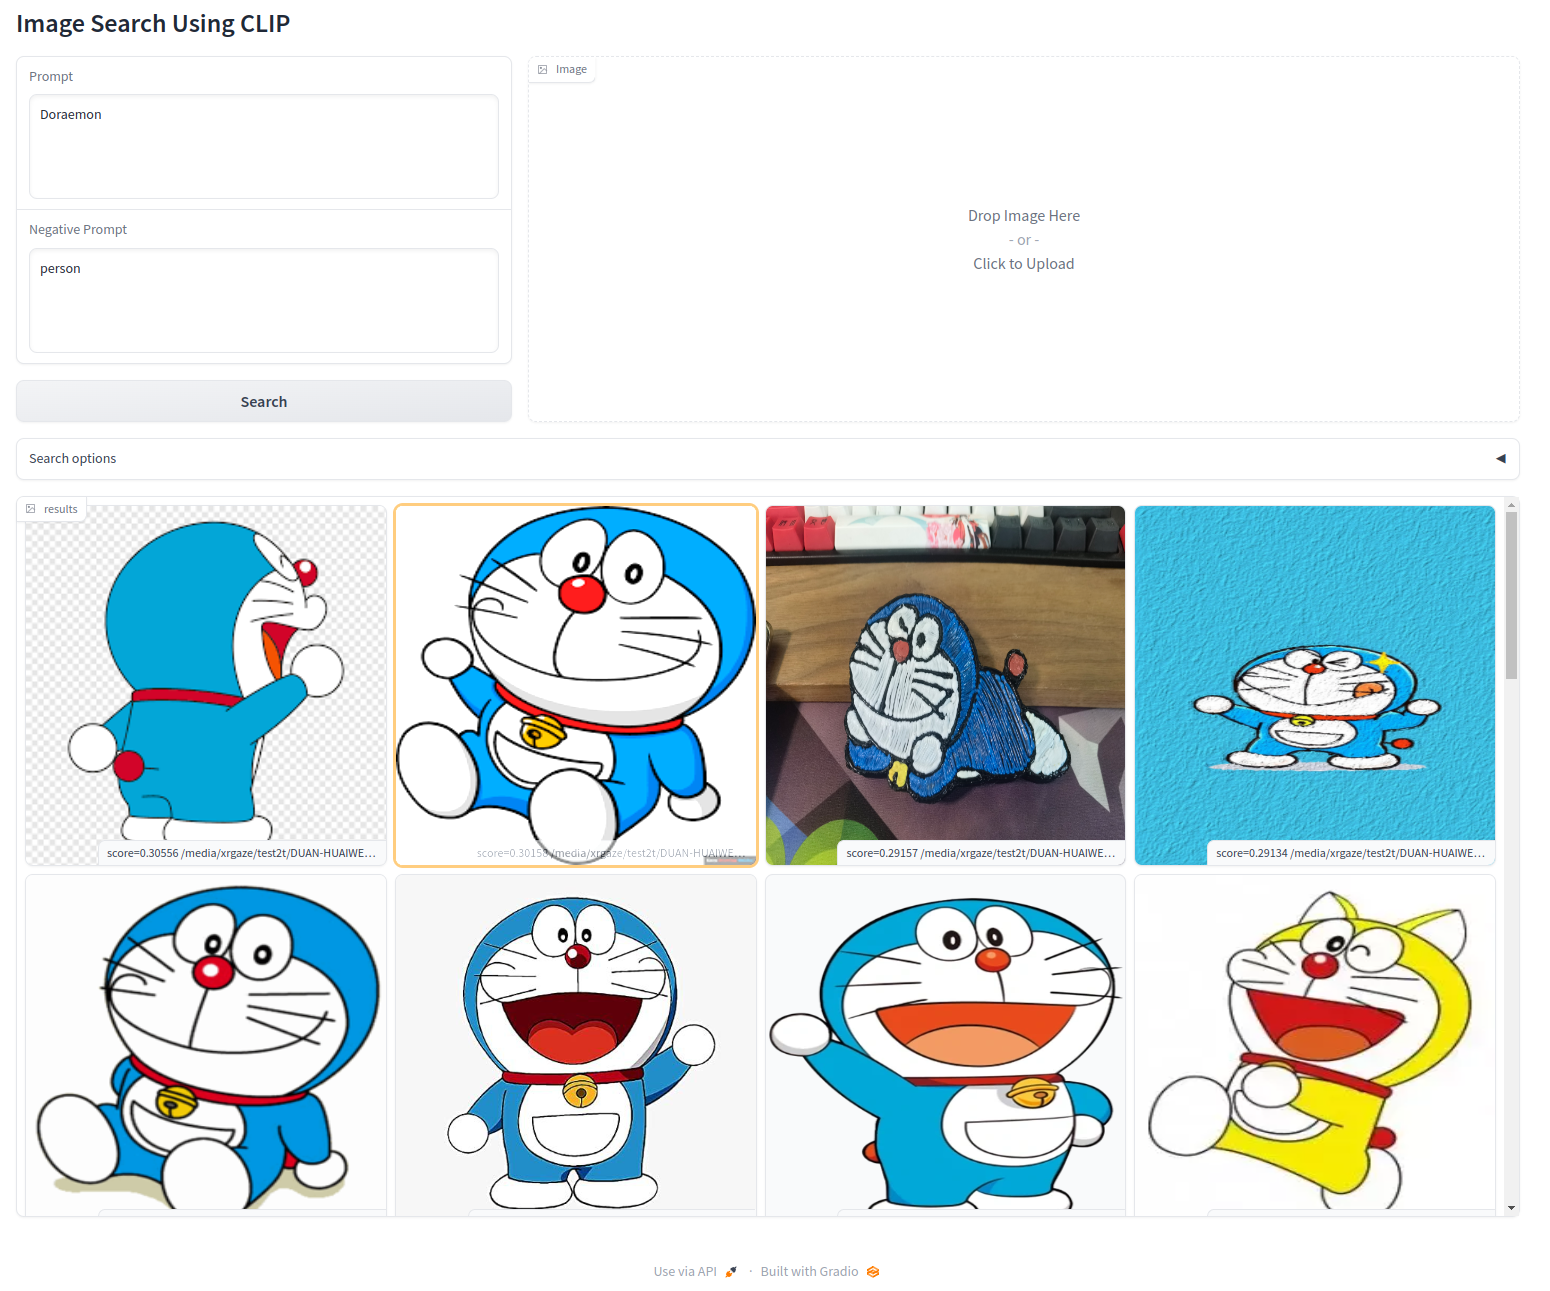 Image Search Using CLIP
Prompt
Doraemon
Negative Prompt
person
Search
Image
Drop Image Here
- or -
Click to Upload
Search options
results
score=0.30556 /media/xrgaze/test2t/DUAN-HUAIWE...
score=0.30158 /media/xrgaze/test2t/DUAN-HUAIWE...
score=0.29157 /media/xrgaze/test2t/DUAN-HUAIWE...
score=0.29134 /media/xrgaze/test2t/DUAN-HUAIWE...
Use via API · Built with Gradio